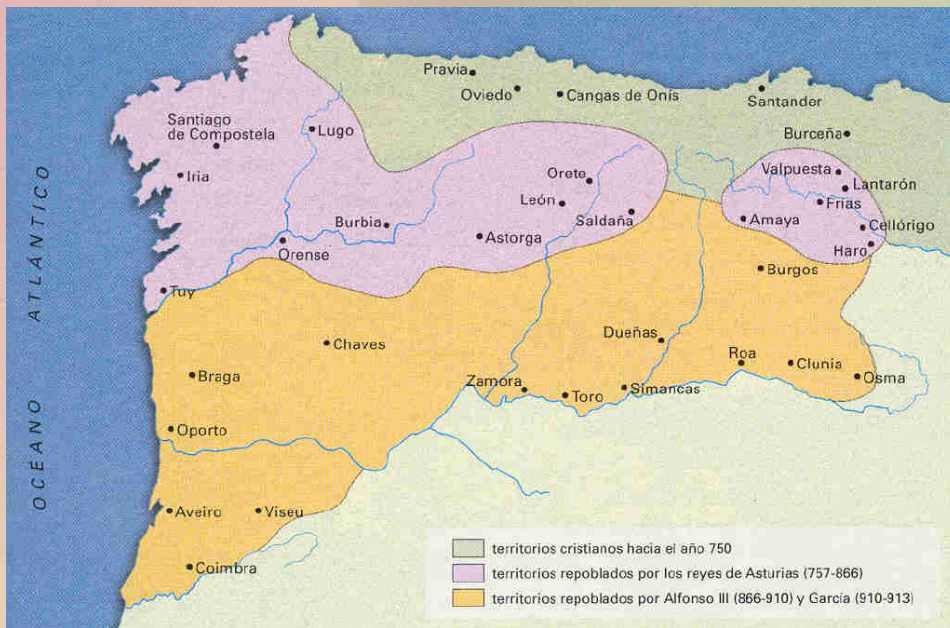 Pravia
Oviedo
Cangas de Onís
Santander
Burceña
Santiago
de Compostela
Lugo
Iria
Valpuesta
Lantarón
Orete
Frías
León
Saldaña
Amaya
Burbia
Astorga
Cellórigo
Orense
Haro
Burgos
Tuy
Chaves
Dueñas
Braga
Roa
Clunia
Osma
Zamora
Toro
Simancas
Oporto
Aveiro
Viseu
Coimbra
OCÉANO ATLÁNTICO
territorios cristianos hacia el año 750
territorios repoblados por los reyes de Asturias (757-866)
territorios repoblados por Alfonso III (866-910) y García (910-913)